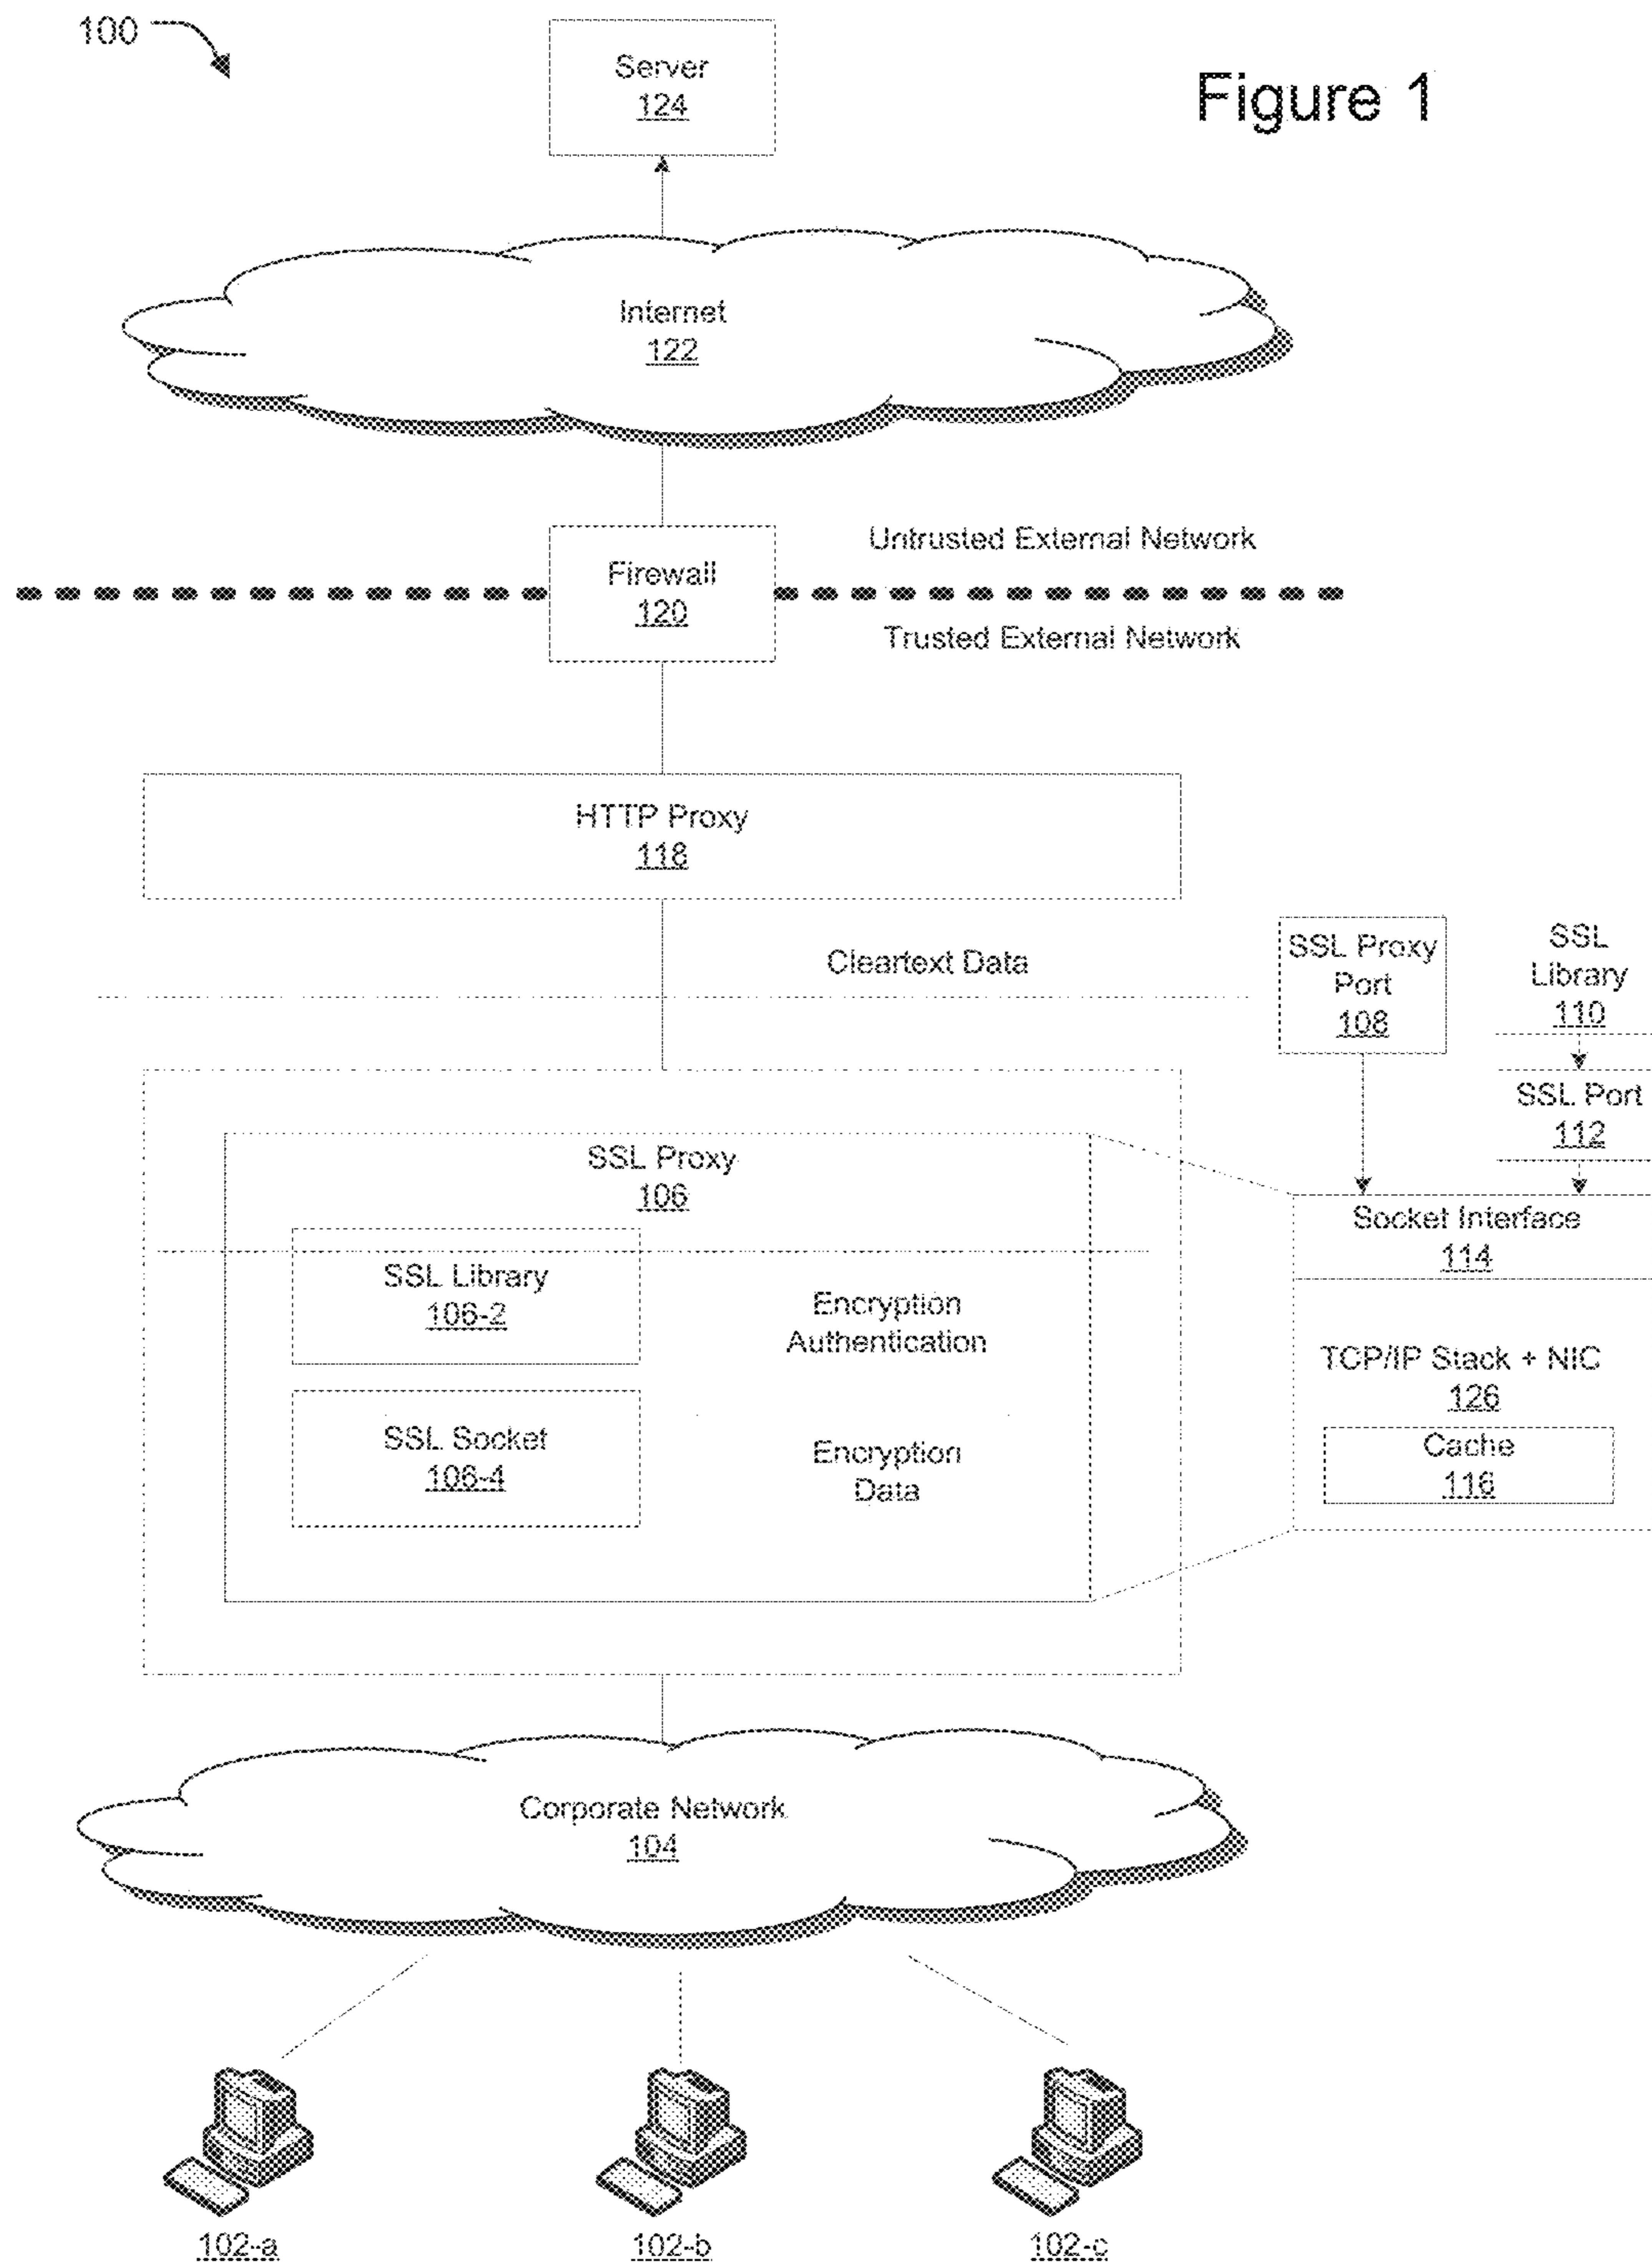 100
Server
124
Figure 1
Internet
122
Untrusted External Network
Firewall
120
Trusted External Network
HTTP Proxy
118
Cleartext Data
SSL Proxy
Port
108
SSL
Library
110
SSL Port
112
SSL Proxy
106
Socket Interface
114
SSL Library
106-2
Encryption
Authentication
TCP/IP Stack + NIC
126
SSL Socket
106-4
Encryption
Data
Cache
116
Corporate Network
104
102-a
102-b
102-c